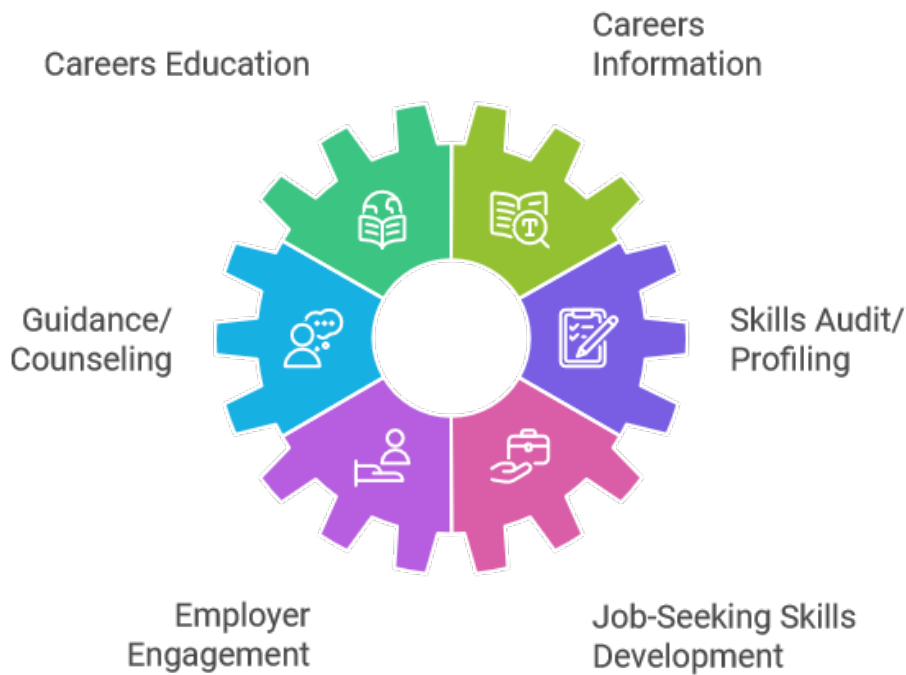 Careers Education
Careers
Information
Guidance/
Counseling
Skills Audit/
Profiling
Employer
Engagement
Job-Seeking Skills
Development
T